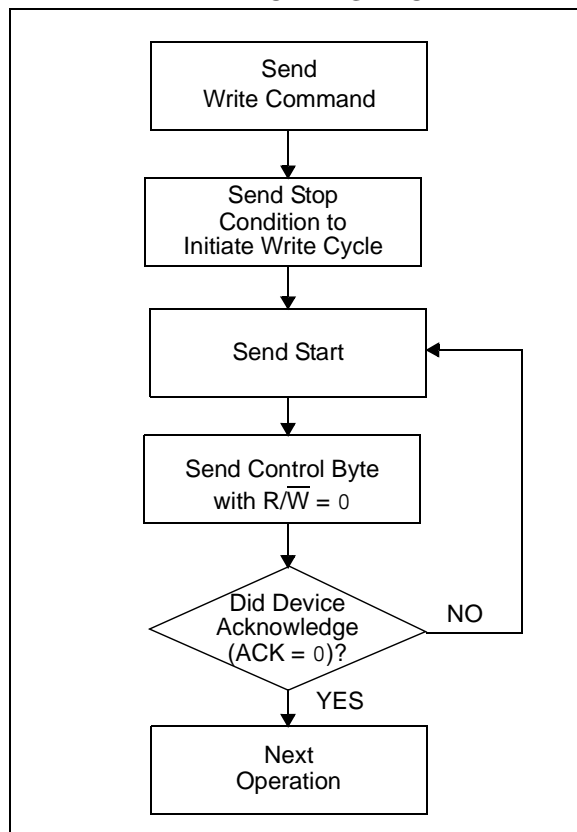 Send
Write Command
Send Stop
Condition to
Initiate Write Cycle
Send Start
Send Control Byte
with R/W̅ = 0
Did Device
Acknowledge
(ACK = 0)?
NO
YES
Next
Operation